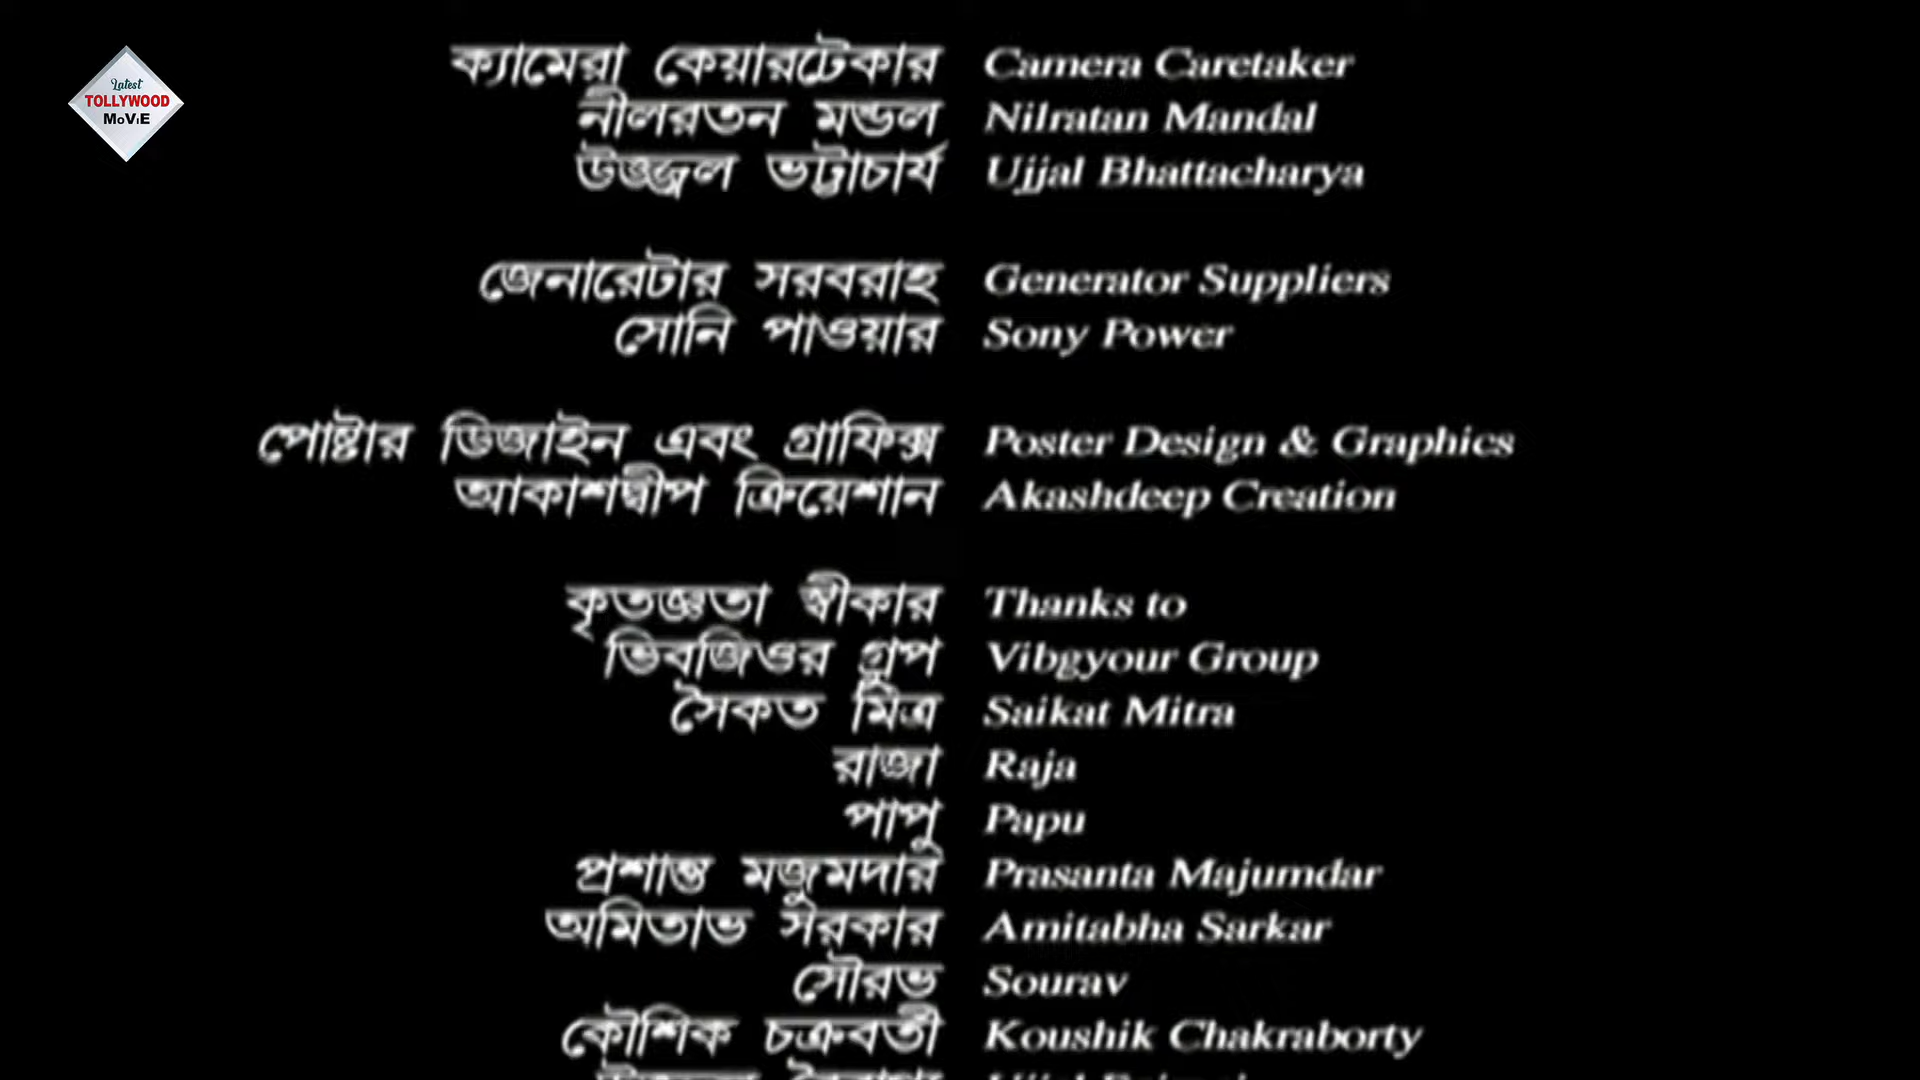 Latest
TOLLYWOOD
MoViE
ক্যামেরা কেয়ারটেকার Camera Caretaker
নীলরতন মন্ডল Nilratan Mandal
উজ্জ্বল ভট্টাচার্য Ujjal Bhattacharya
জেনারেটার সরবরাহ Generator Suppliers
সোনি পাওয়ার Sony Power
পোষ্টার ডিজাইন এবং গ্রাফিক্স Poster Design & Graphics
আকাশদ্বীপ ক্রিয়েশান Akashdeep Creation
কৃতজ্ঞতা স্বীকার Thanks to
ভিবজিওর গ্রুপ Vibgyour Group
সৈকত মিত্র Saikat Mitra
রাজা Raja
পাপু Papu
প্রশান্ত মজুমদার Prasanta Majumdar
অমিতাভ সরকার Amitabha Sarkar
সৌরভ Sourav
কৌশিক চক্রবর্তী Koushik Chakraborty